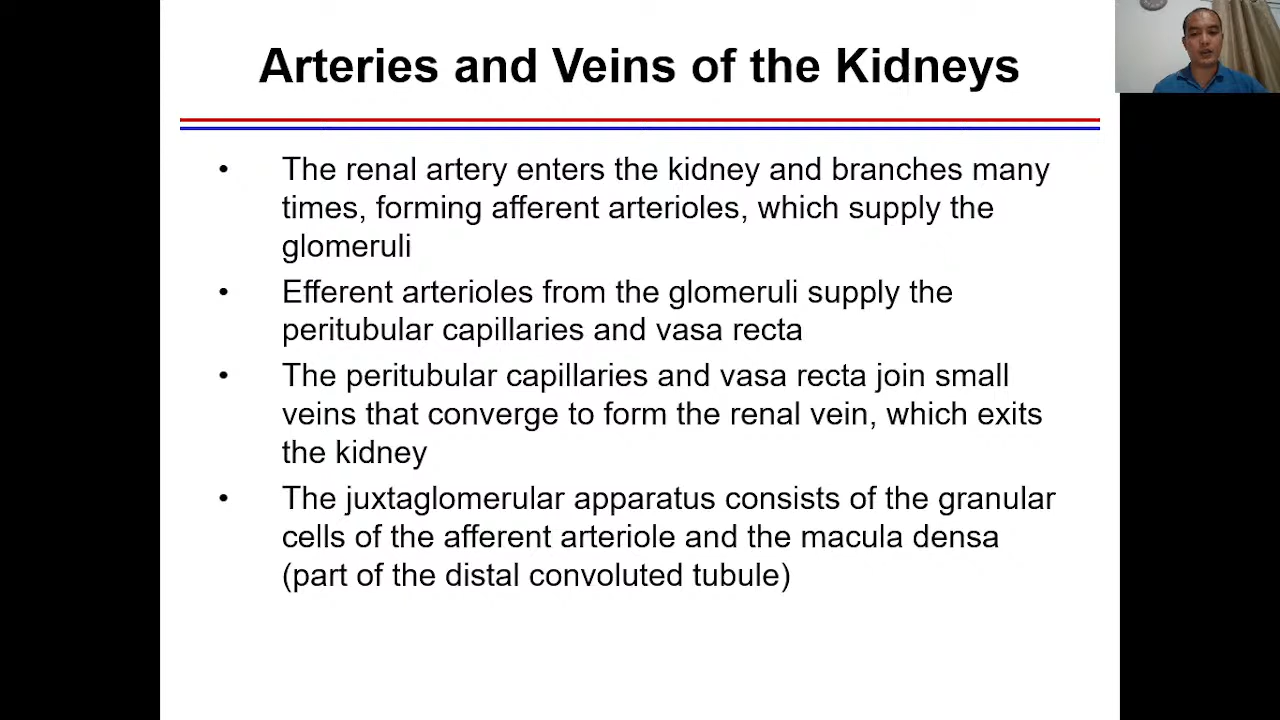 Arteries and Veins of the Kidneys
• The renal artery enters the kidney and branches many
times, forming afferent arterioles, which supply the
glomeruli
• Efferent arterioles from the glomeruli supply the
peritubular capillaries and vasa recta
• The peritubular capillaries and vasa recta join small
veins that converge to form the renal vein, which exits
the kidney
• The juxtaglomerular apparatus consists of the granular
cells of the afferent arteriole and the macula densa
(part of the distal convoluted tubule)